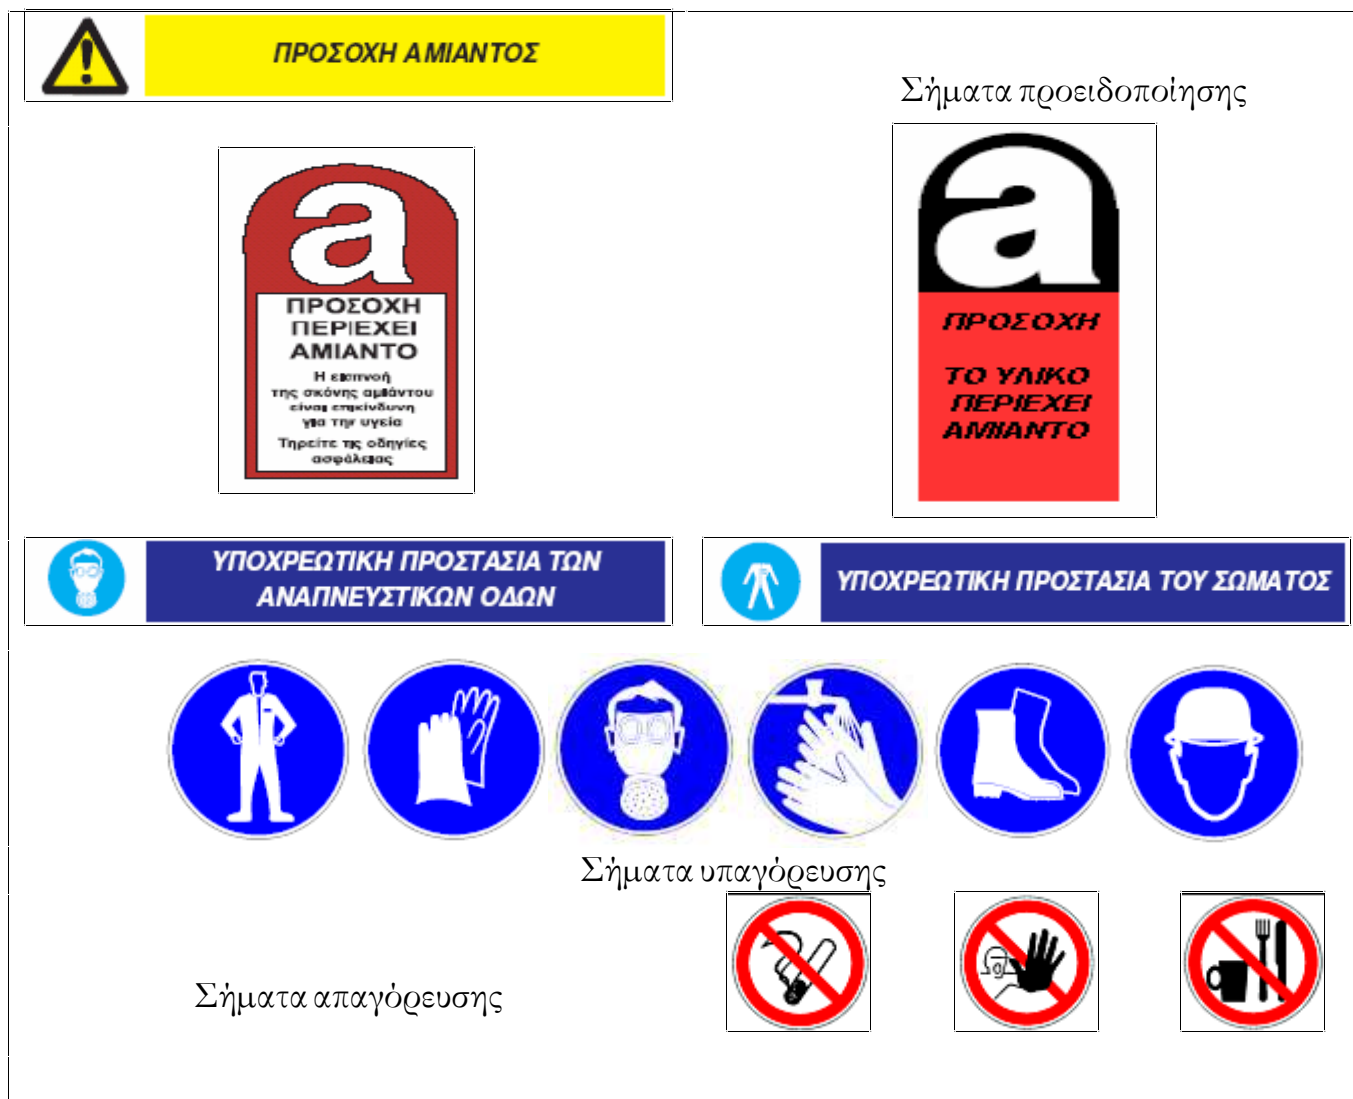 ΠΡΟΣΟΧΗ ΑΜΙΑΝΤΟΣ
Σήματα προειδοποίησης
a
ΠΡΟΣΟΧΗ
ΠΕΡΙΕΧΕΙ
ΑΜΙΑΝΤΟ
Η εισπνοή
της σκόνης αμιάντου
είναι επικίνδυνη
για την υγεία
Τηρείτε τις οδηγίες
ασφάλειας
a
ΠΡΟΣΟΧΗ
ΤΟ ΥΛΙΚΟ
ΠΕΡΙΕΧΕΙ
ΑΜΙΑΝΤΟ
ΥΠΟΧΡΕΩΤΙΚΗ ΠΡΟΣΤΑΣΙΑ ΤΩΝ
ΑΝΑΠΝΕΥΣΤΙΚΩΝ ΟΔΩΝ
ΥΠΟΧΡΕΩΤΙΚΗ ΠΡΟΣΤΑΣΙΑ ΤΟΥ ΣΩΜΑΤΟΣ
Σήματα υπαγόρευσης
Σήματα απαγόρευσης